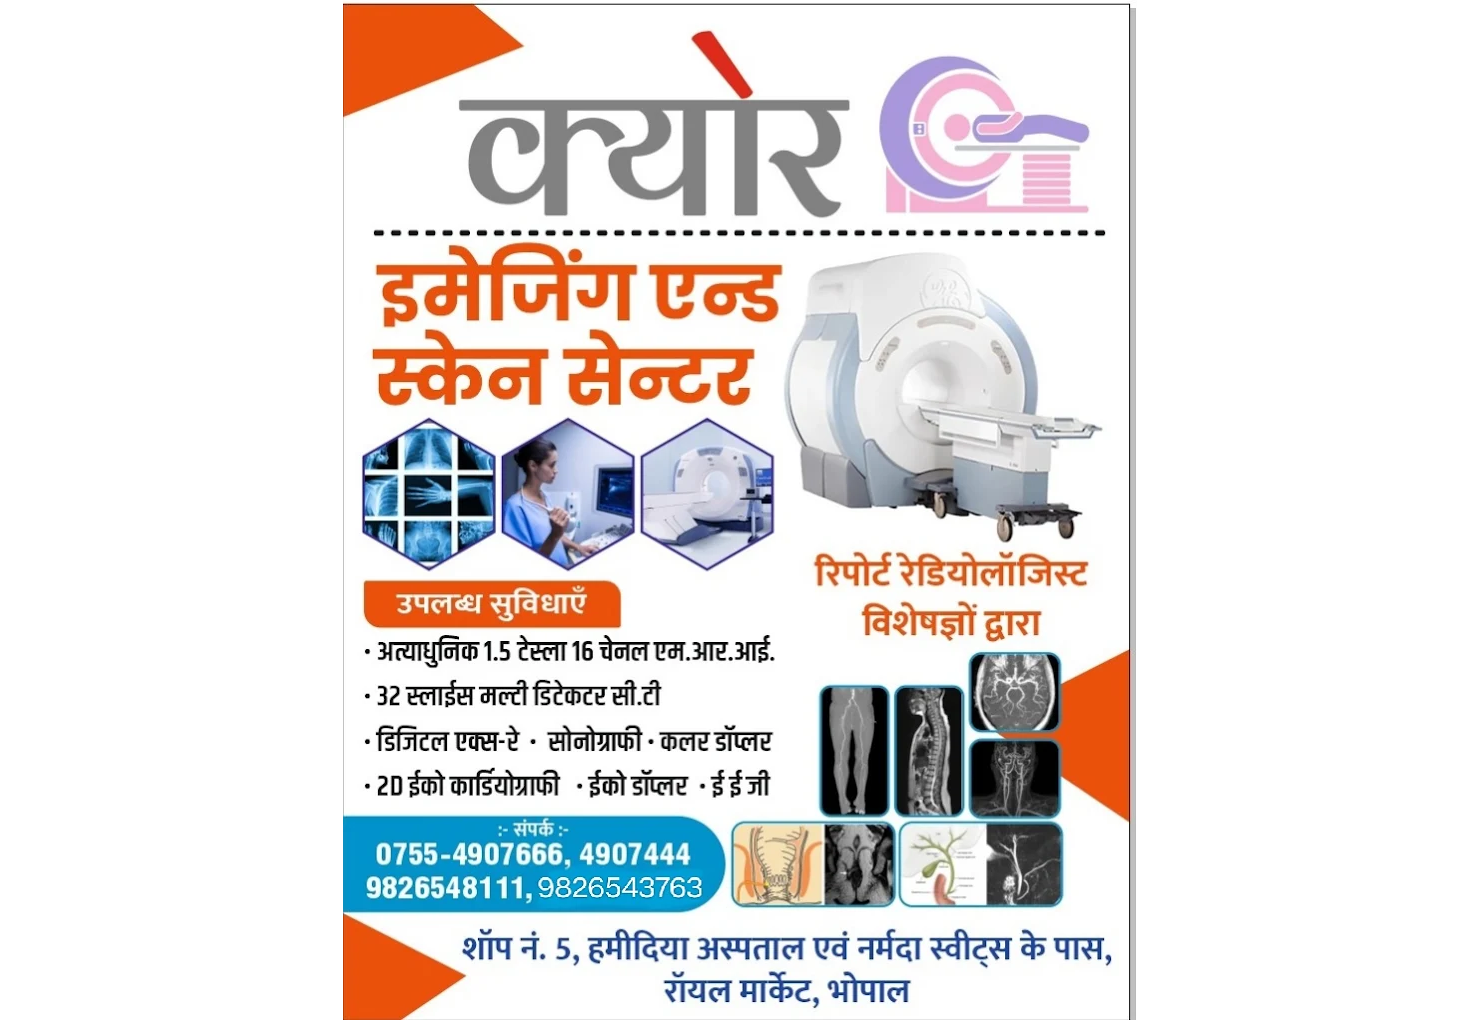 क्योर
इमेजिंग एन्ड
स्केन सेन्टर
रिपोर्ट रेडियोलॉजिस्ट
विशेषज्ञों द्वारा
उपलब्ध सुविधाएँ
· अत्याधुनिक 1.5 टेस्ला 16 चेनल एम.आर.आई.
· 32 स्लाईस मल्टी डिटेकटर सी.टी
· डिजिटल एक्स-रे · सोनोग्राफी · कलर डॉप्लर
· 2D ईको कार्डियोग्राफी · ईको डॉप्लर · ई ई जी
:- संपर्क :-
0755-4907666, 4907444
9826548111, 9826543763
शॉप नं. 5, हमीदिया अस्पताल एवं नर्मदा स्वीट्स के पास,
रॉयल मार्केट, भोपाल